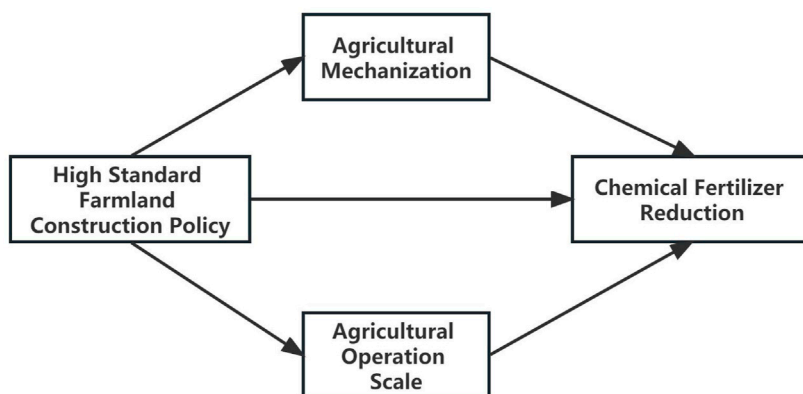 Agricultural
Mechanization
High Standard
Farmland
Construction Policy
Chemical Fertilizer
Reduction
Agricultural
Operation
Scale